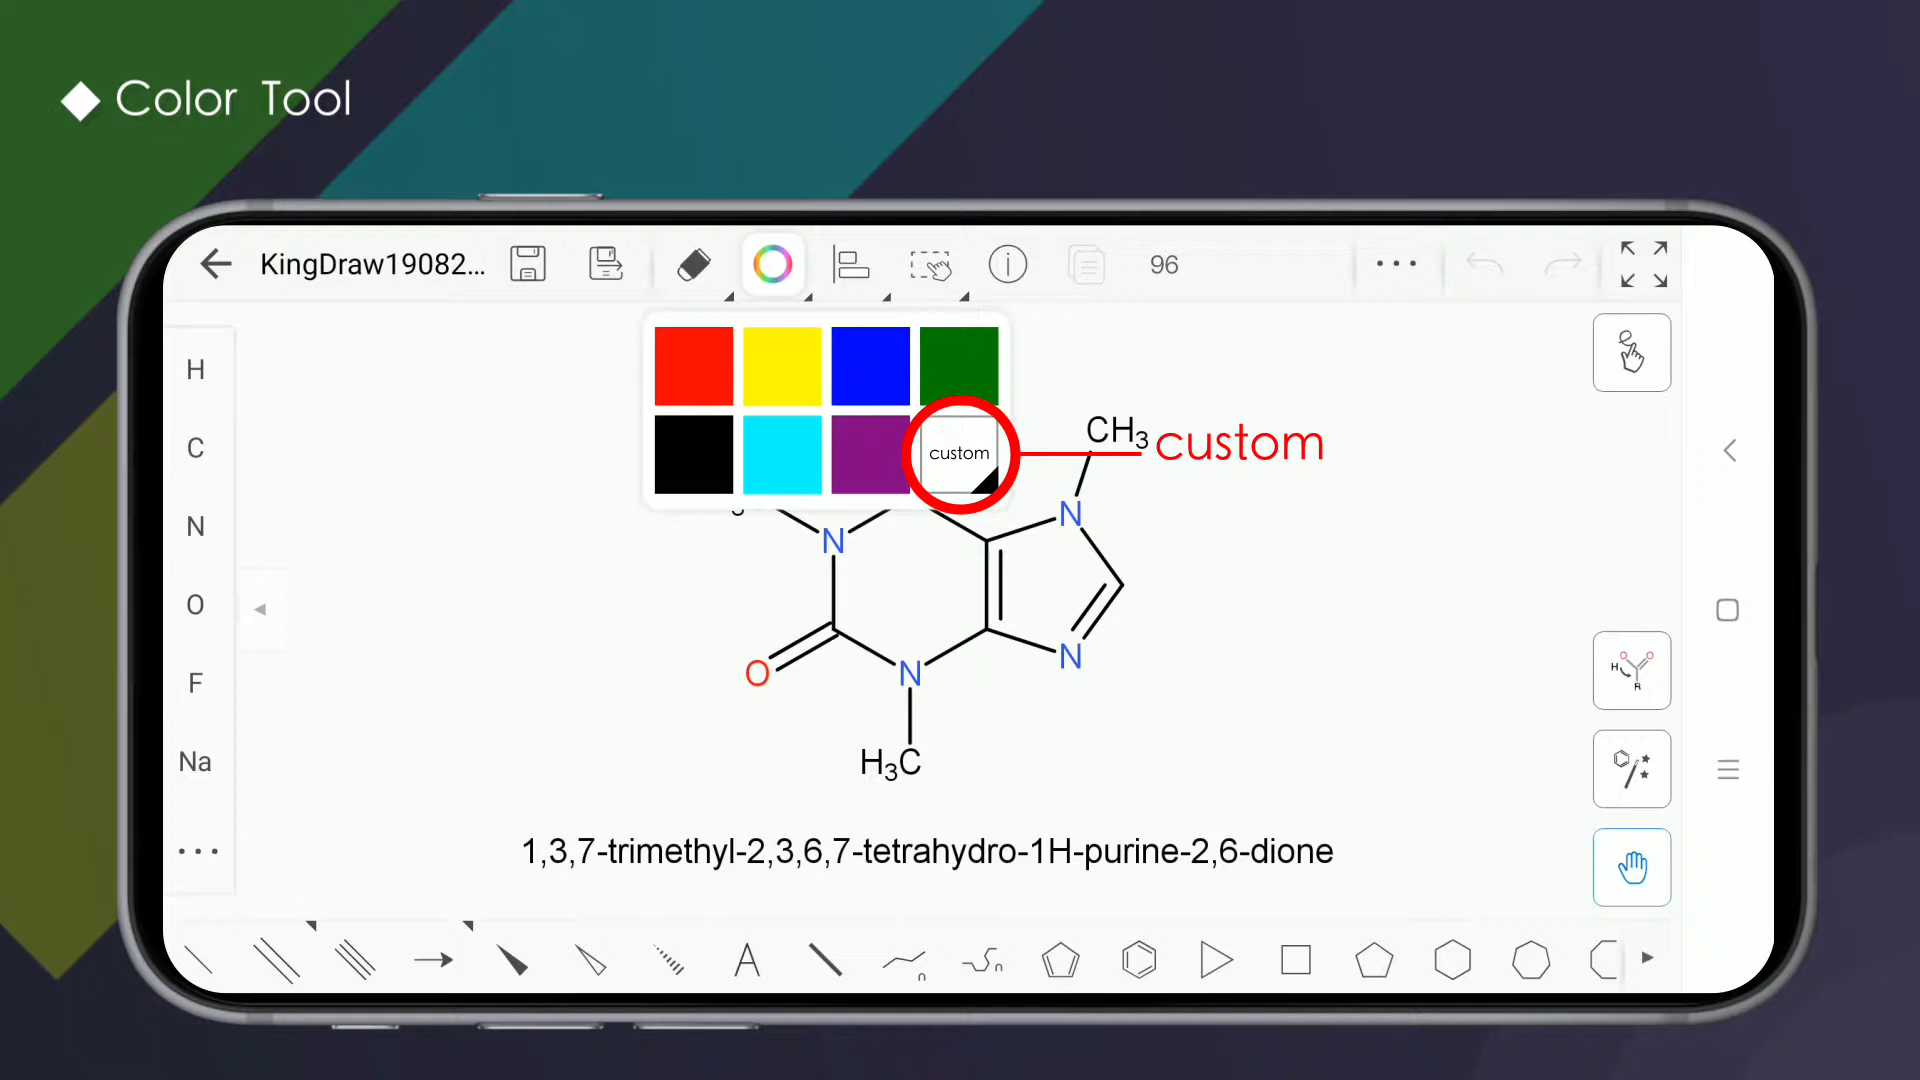 Color Tool
KingDraw19082...
96
H
C
N
O
F
Na
...
custom
custom
CH3
N
N
N
N
O
H3C
H
O
O
R
1,3,7-trimethyl-2,3,6,7-tetrahydro-1H-purine-2,6-dione
A
n
n